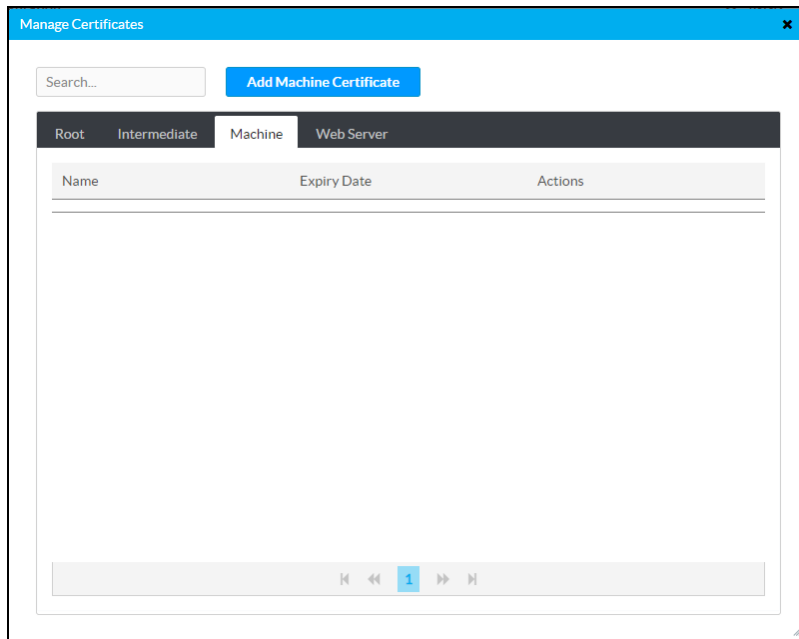 Manage Certificates
Search...
Add Machine Certificate
Root Intermediate Machine Web Server
Name Expiry Date Actions
1